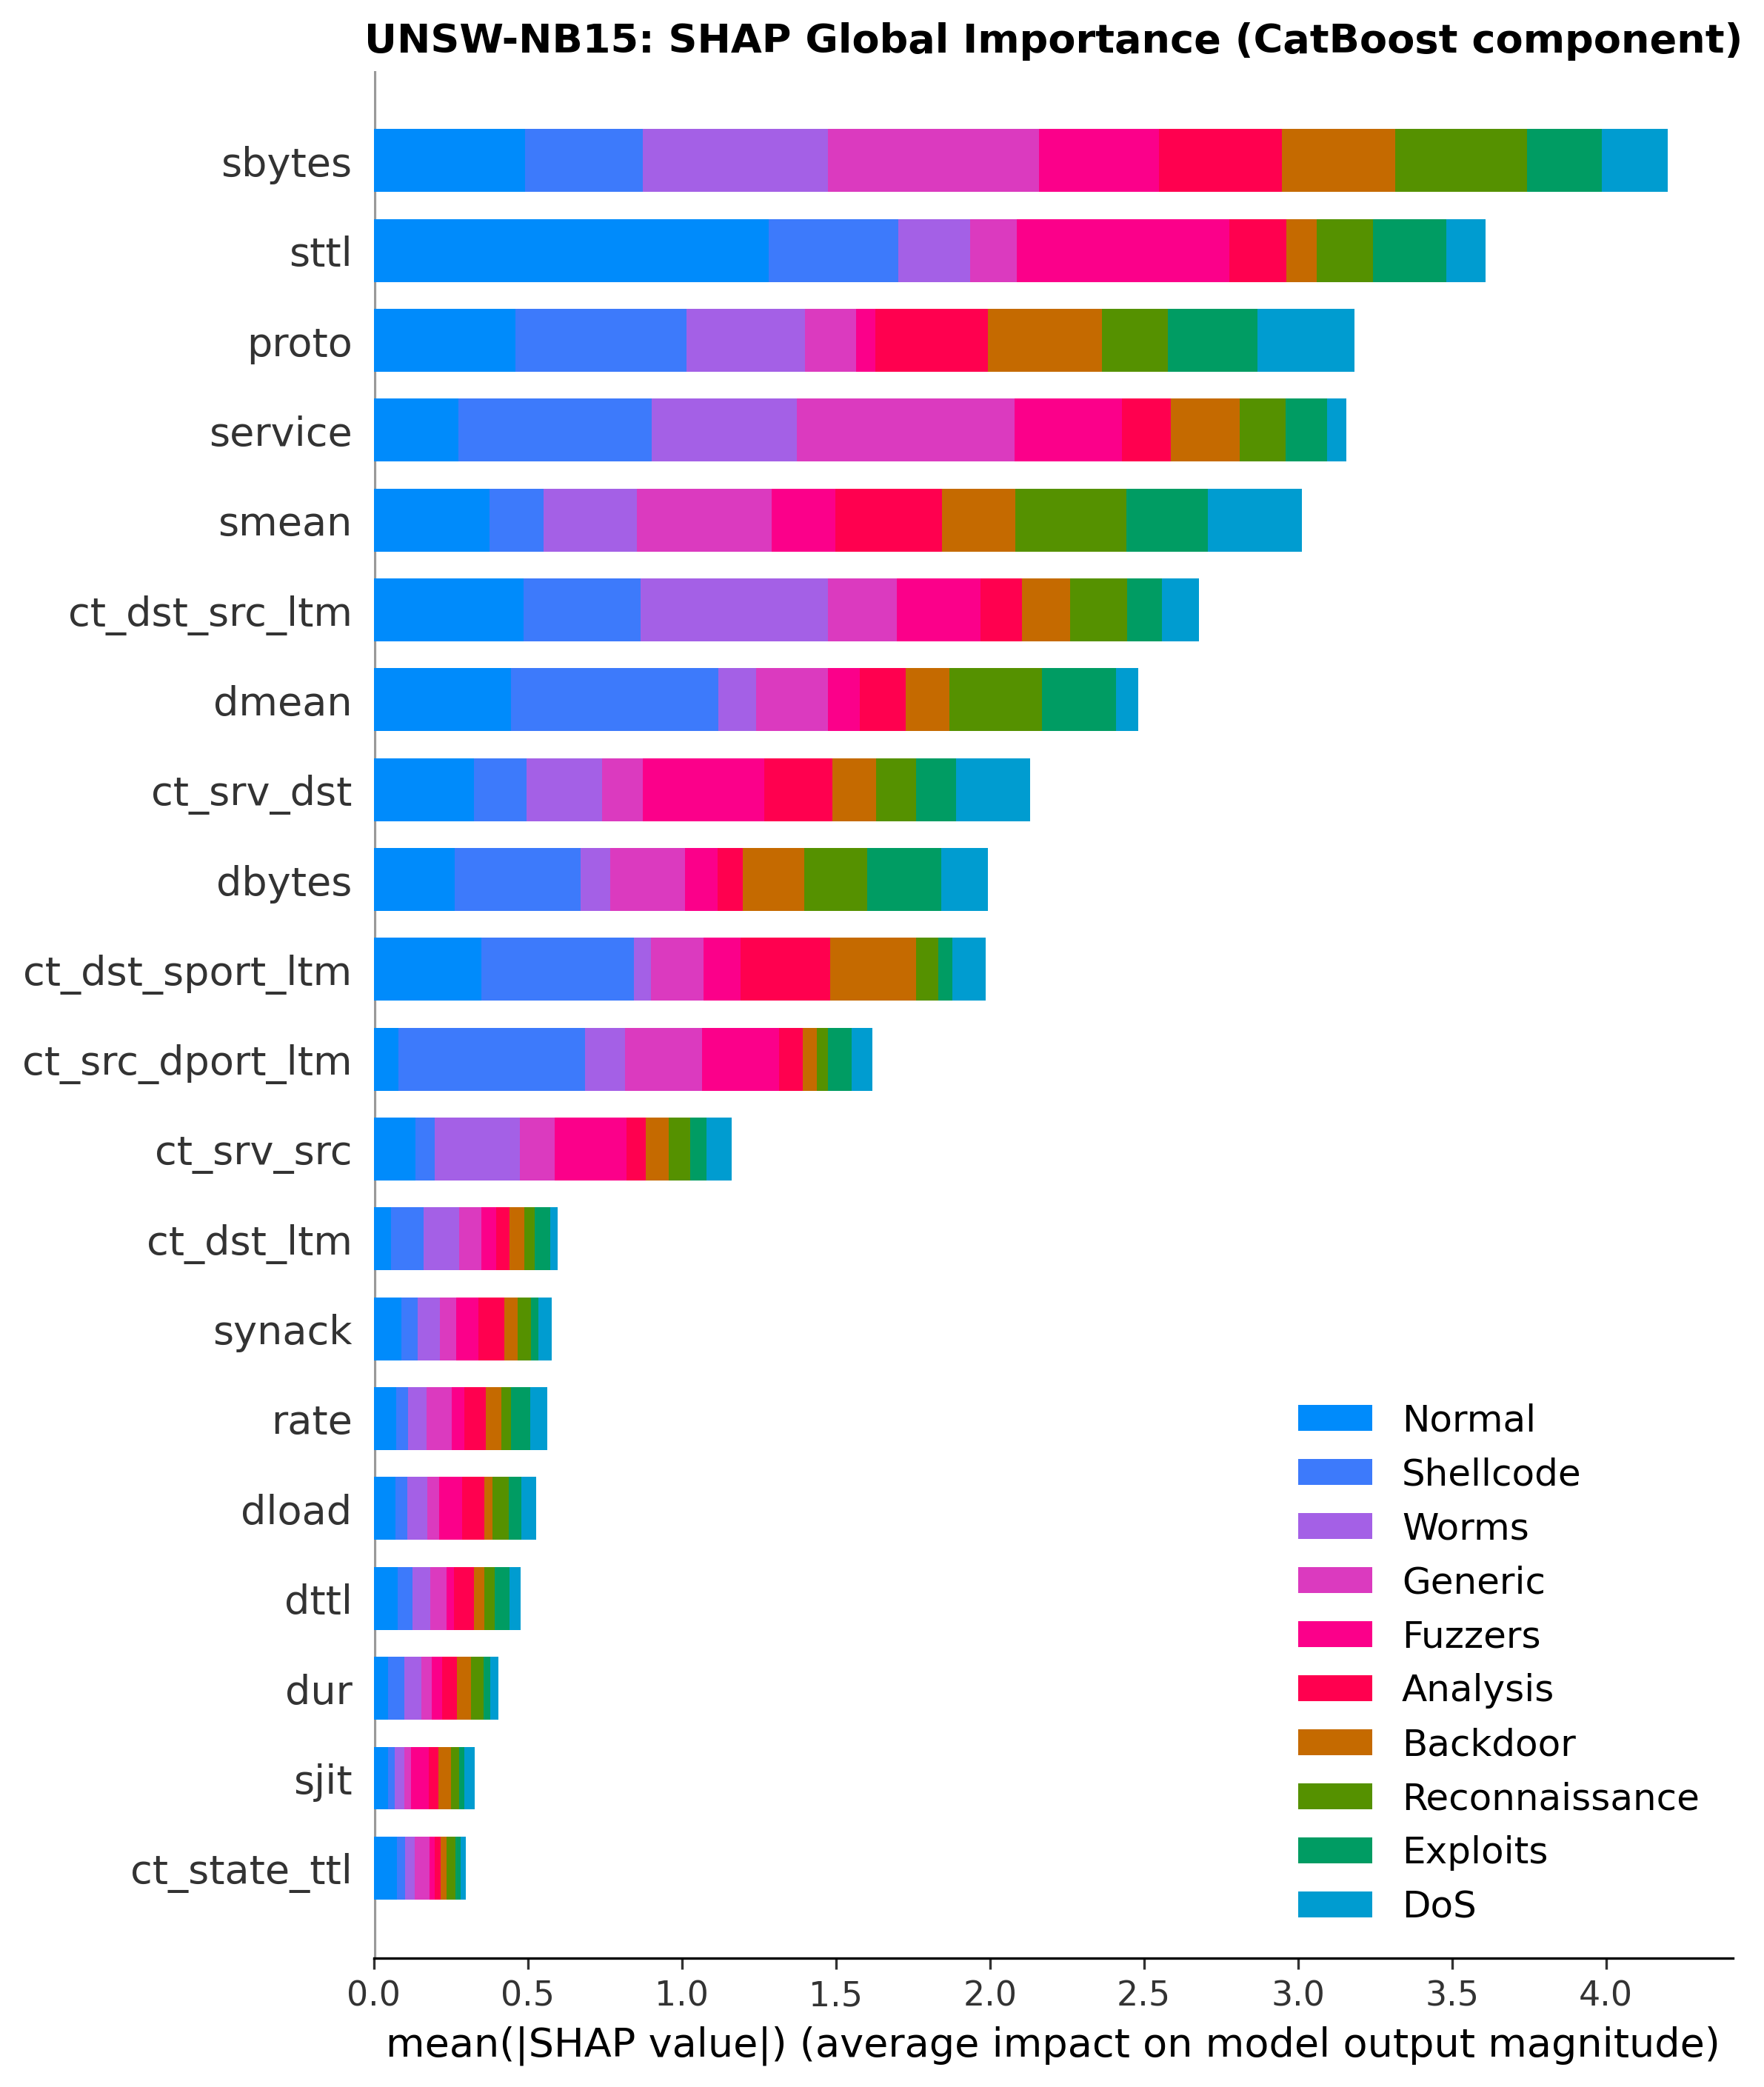 UNSW-NB15: SHAP Global Importance (CatBoost component)
sbytes
sttl
proto
service
smean
ct_dst_src_ltm
dmean
ct_srv_dst
dbytes
ct_dst_sport_ltm
ct_src_dport_ltm
ct_srv_src
ct_dst_ltm
synack
rate
dload
dttl
dur
sjit
ct_state_ttl
Normal
Shellcode
Worms
Generic
Fuzzers
Analysis
Backdoor
Reconnaissance
Exploits
DoS
0.0 0.5 1.0 1.5 2.0 2.5 3.0 3.5 4.0
mean(|SHAP value|) (average impact on model output magnitude)